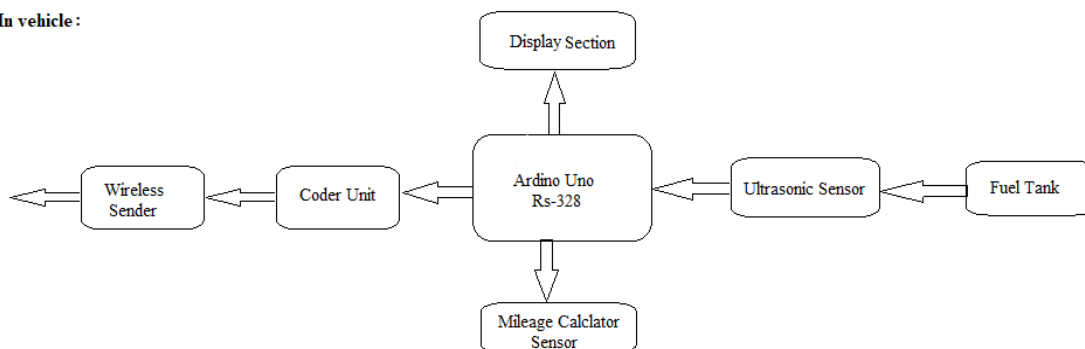 In vehicle :
Display Section
Wireless
Sender
Coder Unit
Ardino Uno
Rs-328
Ultrasonic Sensor
Fuel Tank
Mileage Calclator
Sensor